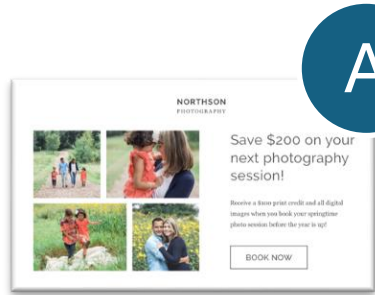 A
NORTHSON
PHOTOGRAPHY
Save $200 on your
next photography
session!
Receive a $100 print credit and all digital
images when you book your springtime
photo session before the year is up!
BOOK NOW